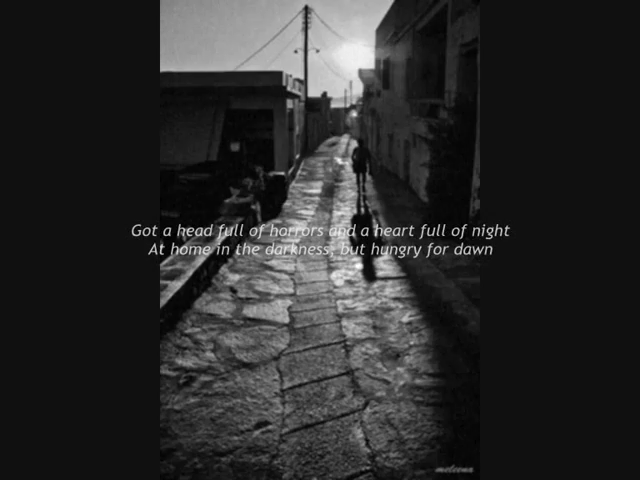 Got a head full of horrors and a heart full of night
At home in the darkness, but hungry for dawn
meleena